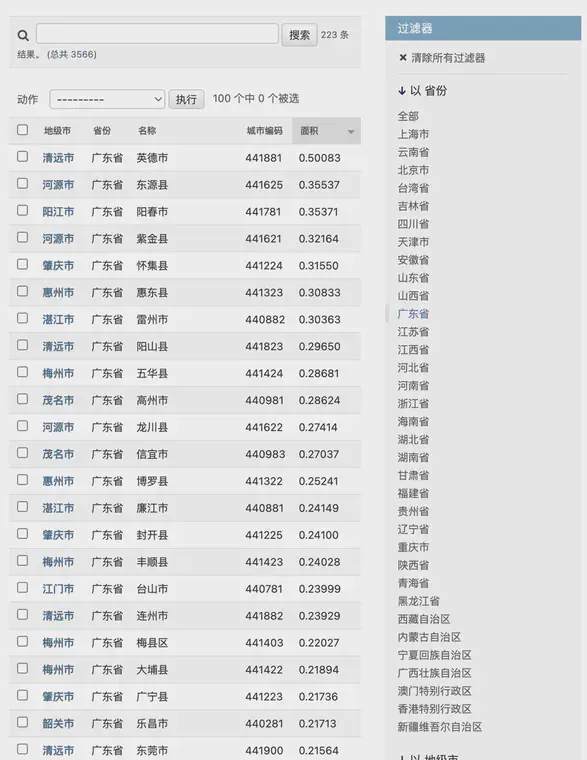 搜索 223 条
结果。 (总共 3566)
动作 --------- 执行 100 个中 0 个被选
地级市 省份 名称 城市编码 面积
清远市 广东省 英德市 441881 0.50083
河源市 广东省 东源县 441625 0.35537
阳江市 广东省 阳春市 441781 0.35371
河源市 广东省 紫金县 441621 0.32164
肇庆市 广东省 怀集县 441224 0.31550
惠州市 广东省 惠东县 441323 0.30833
湛江市 广东省 雷州市 440882 0.30363
清远市 广东省 阳山县 441823 0.29650
梅州市 广东省 五华县 441424 0.28681
茂名市 广东省 高州市 440981 0.28624
河源市 广东省 龙川县 441622 0.27414
茂名市 广东省 信宜市 440983 0.27037
惠州市 广东省 博罗县 441322 0.25241
湛江市 广东省 廉江市 440881 0.24149
肇庆市 广东省 封开县 441225 0.24100
梅州市 广东省 丰顺县 441423 0.24028
江门市 广东省 台山市 440781 0.23999
清远市 广东省 连州市 441882 0.23929
梅州市 广东省 梅县区 441403 0.22027
梅州市 广东省 大埔县 441422 0.21894
肇庆市 广东省 广宁县 441223 0.21736
韶关市 广东省 乐昌市 440281 0.21713
清远市 广东省 东莞市 441900 0.21564
过滤器
✖ 清除所有过滤器
↓ 以 省份
全部
上海市
云南省
北京市
台湾省
吉林省
四川省
天津市
安徽省
山东省
山西省
广东省
江苏省
江西省
河北省
河南省
浙江省
海南省
湖北省
湖南省
甘肃省
福建省
贵州省
辽宁省
重庆市
陕西省
青海省
黑龙江省
西藏自治区
内蒙古自治区
宁夏回族自治区
广西壮族自治区
澳门特别行政区
香港特别行政区
新疆维吾尔自治区
↓ 以 地级市